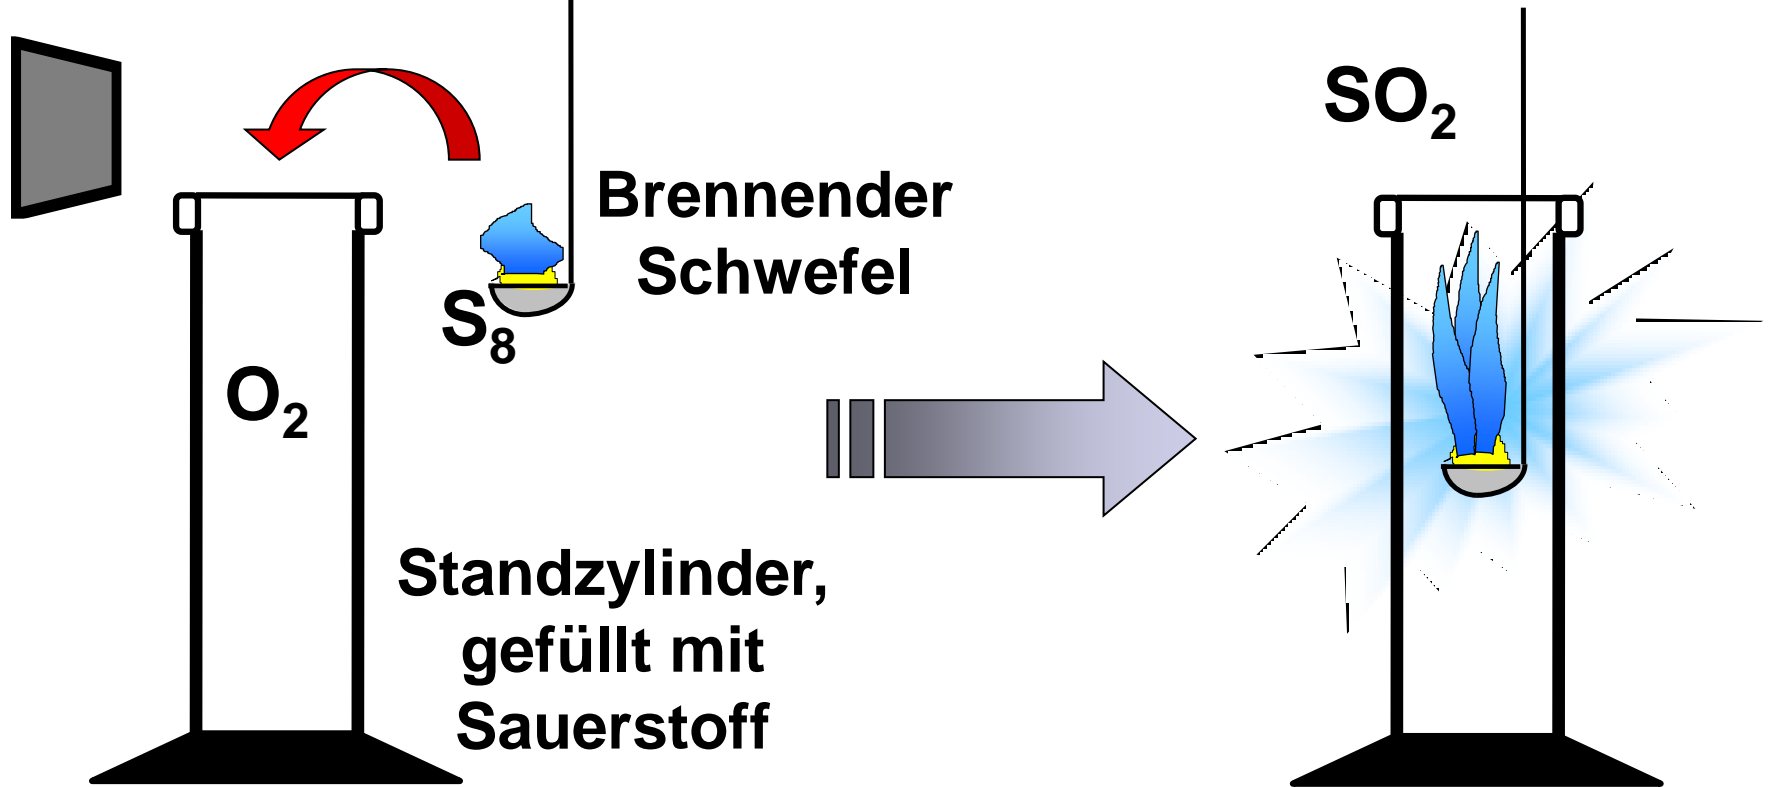 SO₂
Brennender
Schwefel
S₈
O₂
Standzylinder,
gefüllt mit
Sauerstoff